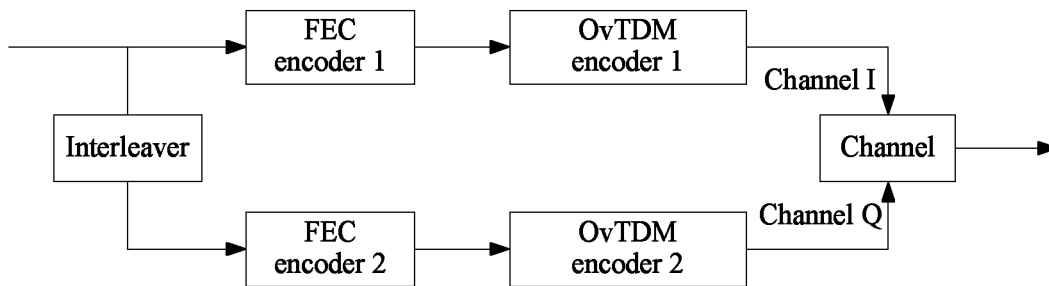 FEC
encoder 1
OvTDM
encoder 1
Channel I
Interleaver
Channel
Channel Q
FEC
encoder 2
OvTDM
encoder 2